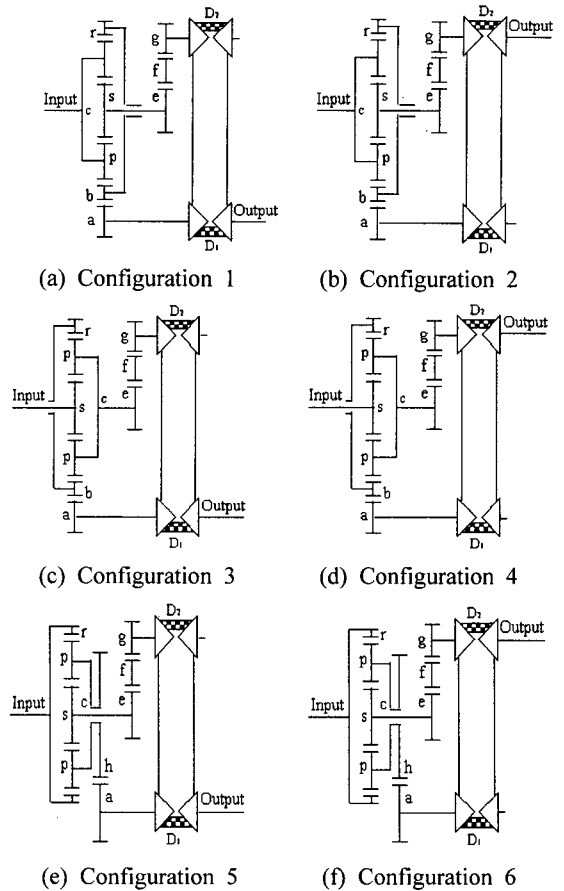 D₂
r
g
f
s
e
Input
c
p
b
a
Output
D₁
(a) Configuration 1
D₂
Output
r
g
f
s
e
Input
c
p
b
a
D₁
(b) Configuration 2
D₂
r
g
p
f
e
Input
s
c
p
b
a
Output
D₁
(c) Configuration 3
D₂
Output
r
g
p
f
e
Input
s
c
p
b
a
D₁
(d) Configuration 4
D₂
r
g
p
f
c
e
Input
s
p
h
a
Output
D₁
(e) Configuration 5
D₂
Output
r
g
p
f
c
e
Input
s
p
h
a
D₁
(f) Configuration 6